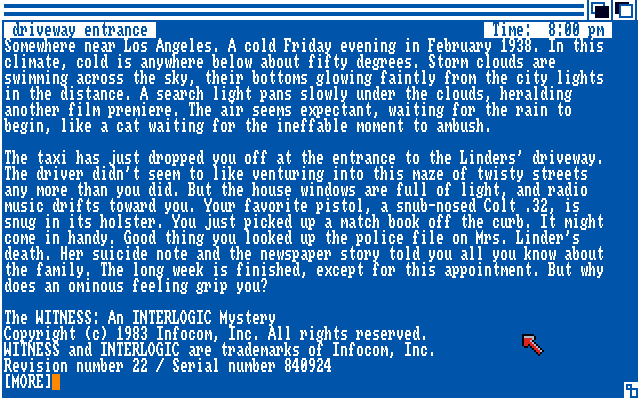 driveway entrance Time: 8:00 pm
Somewhere near Los Angeles. A cold Friday evening in February 1938. In this
climate, cold is anywhere below about fifty degrees. Storm clouds are
swimming across the sky, their bottoms glowing faintly from the city lights
in the distance. A search light pans slowly under the clouds, heralding
another film premiere. The air seems expectant, waiting for the rain to
begin, like a cat waiting for the ineffable moment to ambush.
The taxi has just dropped you off at the entrance to the Linders' driveway.
The driver didn't seem to like venturing into this maze of twisty streets
any more than you did. But the house windows are full of light, and radio
music drifts toward you. Your favorite pistol, a snub-nosed Colt .32, is
snug in its holster. You just picked up a match book off the curb. It might
come in handy. Good thing you looked up the police file on Mrs. Linder's
death. Her suicide note and the newspaper story told you all you know about
the family. The long week is finished, except for this appointment. But why
does an ominous feeling grip you?
The WITNESS: An INTERLOGIC Mystery
Copyright (c) 1983 Infocom, Inc. All rights reserved.
WITNESS and INTERLOGIC are trademarks of Infocom, Inc.
Revision number 22 / Serial number 840924
[MORE]